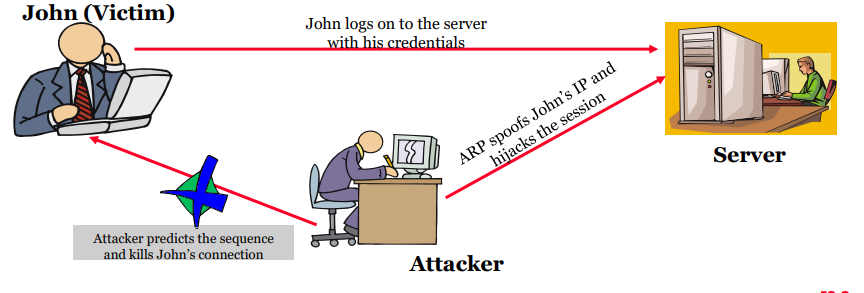 John (Victim)
John logs on to the server
with his credentials
ARP spoofs John's IP and
hijacks the session
Server
Attacker predicts the sequence
and kills John's connection
Attacker